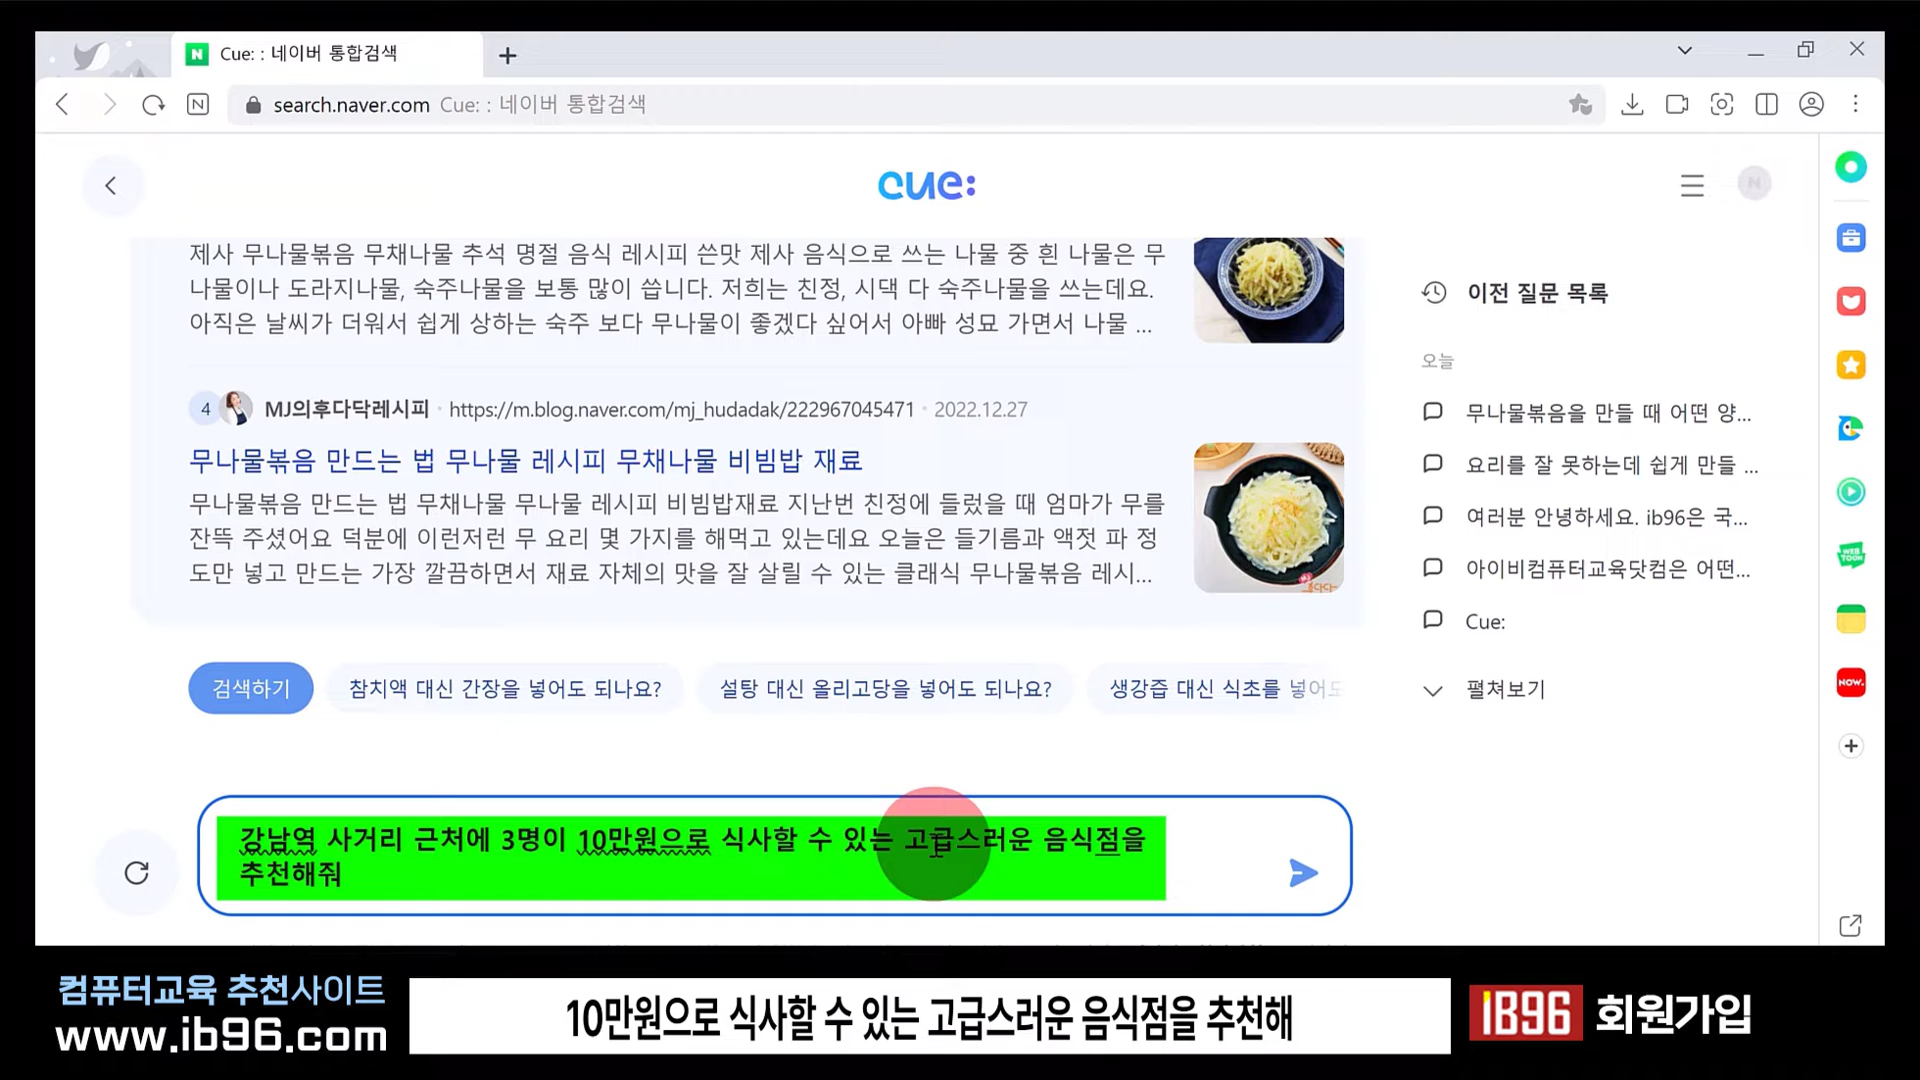 Cue: : 네이버 통합검색
search.naver.com Cue: : 네이버 통합검색
cue:
제사 무나물볶음 무채나물 추석 명절 음식 레시피 쓴맛 제사 음식으로 쓰는 나물 중 흰 나물은 무
나물이나 도라지나물, 숙주나물을 보통 많이 씁니다. 저희는 친정, 시댁 다 숙주나물을 쓰는데요.
아직은 날씨가 더워서 쉽게 상하는 숙주 보다 무나물이 좋겠다 싶어서 아빠 성묘 가면서 나물 ...
4 MJ의후다닥레시피 · https://m.blog.naver.com/mj_hudadak/222967045471 · 2022.12.27
무나물볶음 만드는 법 무나물 레시피 무채나물 비빔밥 재료
무나물볶음 만드는 법 무채나물 무나물 레시피 비빔밥재료 지난번 친정에 들렀을 때 엄마가 무를
잔뜩 주셨어요 덕분에 이런저런 무 요리 몇 가지를 해먹고 있는데요 오늘은 들기름과 액젓 파 정
도만 넣고 만드는 가장 깔끔하면서 재료 자체의 맛을 잘 살릴 수 있는 클래식 무나물볶음 레시...
검색하기 참치액 대신 간장을 넣어도 되나요? 설탕 대신 올리고당을 넣어도 되나요? 생강즙 대신 식초를 넣어도
이전 질문 목록
오늘
무나물볶음을 만들 때 어떤 양...
요리를 잘 못하는데 쉽게 만들 ...
여러분 안녕하세요. ib96은 국...
아이비컴퓨터교육닷컴은 어떤...
Cue:
펼쳐보기
WEB TOON
NOW.
강남역 사거리 근처에 3명이 10만원으로 식사할 수 있는 고급스러운 음식점을
추천해줘
컴퓨터교육 추천사이트
www.ib96.com
10만원으로 식사할 수 있는 고급스러운 음식점을 추천해
IB96 회원가입